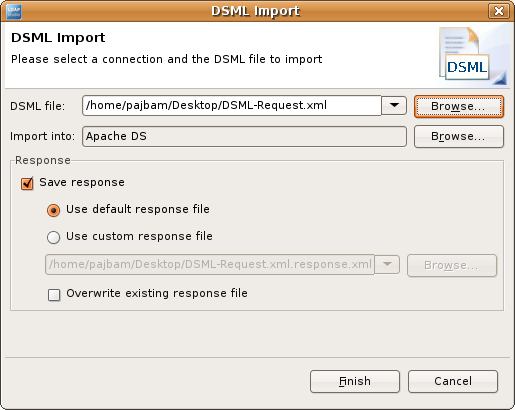 DSML Import
DSML Import
Please select a connection and the DSML file to import
DSML
DSML file: /home/pajbam/Desktop/DSML-Request.xml Browse...
Import into: Apache DS Browse...
Response
Save response
Use default response file
Use custom response file
/home/pajbam/Desktop/DSML-Request.xml.response.xml Browse...
Overwrite existing response file
Finish Cancel